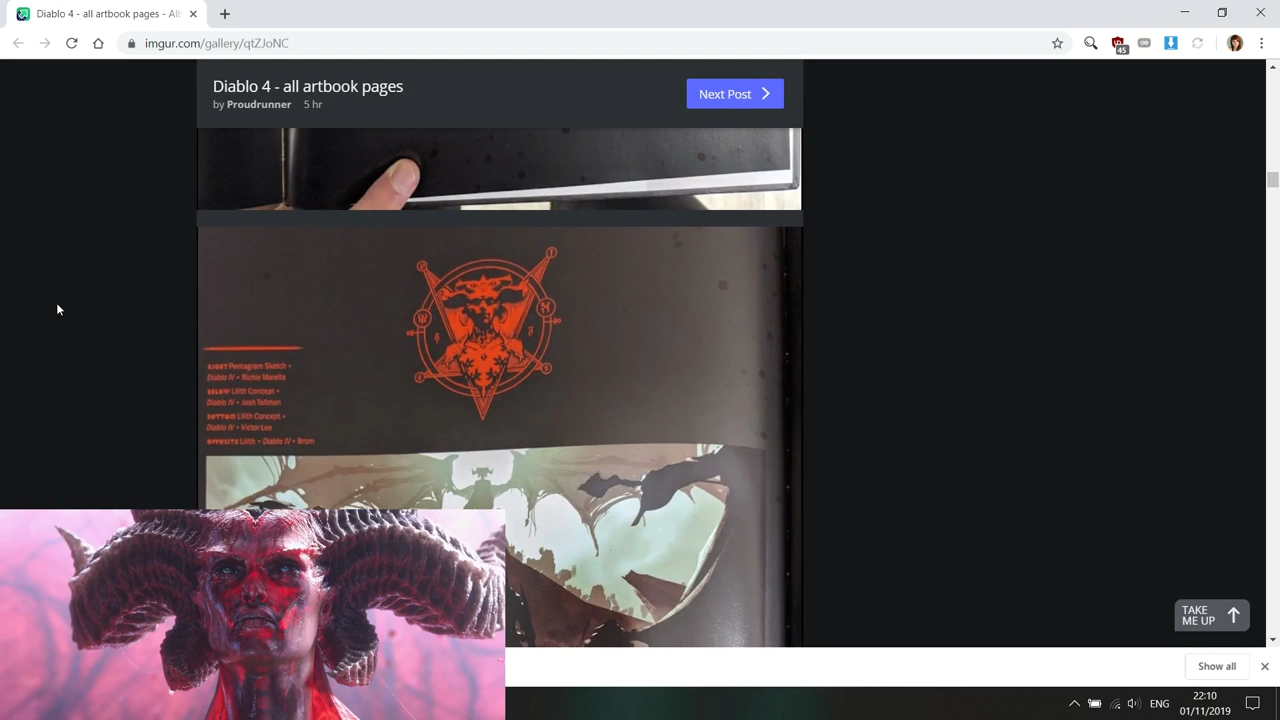 Diablo 4 - all artbook pages - Al
imgur.com/gallery/qtZJoNC
45
Diablo 4 - all artbook pages
by Proudrunner 5 hr
Next Post
RIGHT Pentagram Sketch •
Diablo IV • Richie Marella
BELOW Lilith Concept •
Diablo IV • Josh Tallman
BOTTOM Lilith Concept •
Diablo IV • Victor Lee
OPPOSITE Lilith • Diablo IV • Brom
TAKE
ME UP
Show all
ENG
22:10
01/11/2019